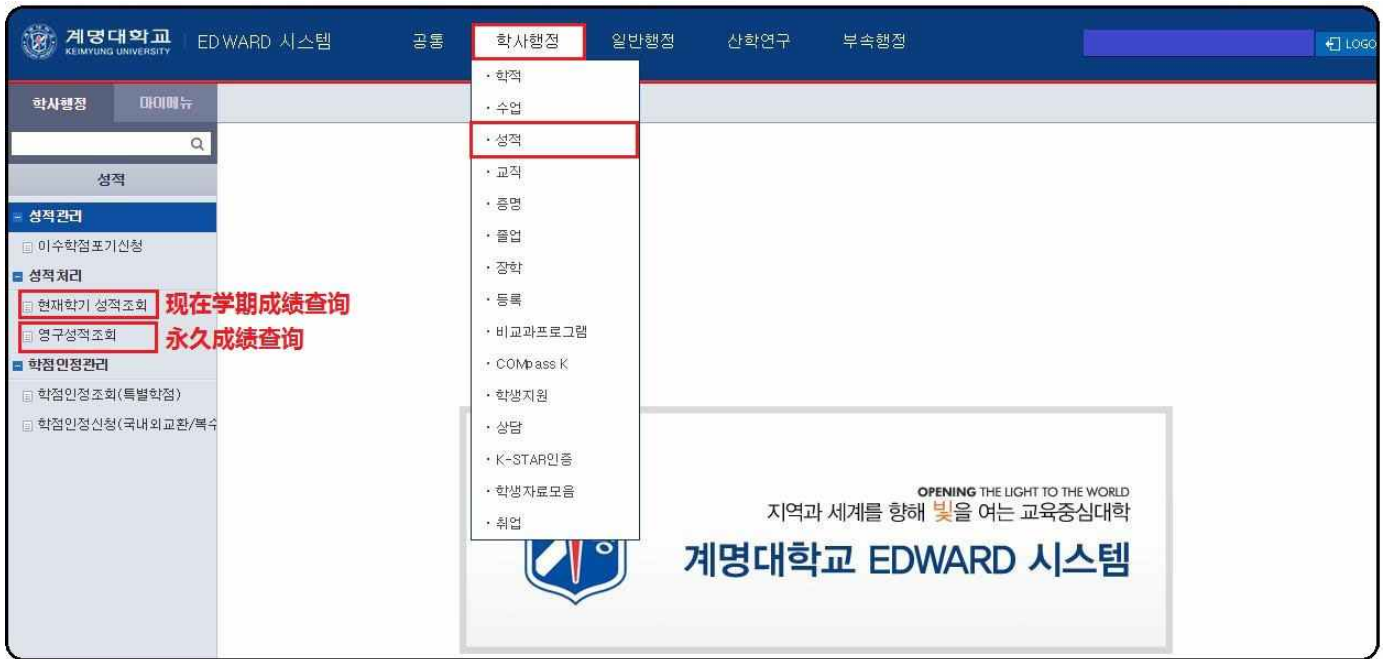 계명대학교
KEIMYUNG UNIVERSITY
EDWARD 시스템
공통 학사행정 일반행정 산학연구 부속행정
LOGO
학사행정 마이메뉴
성적
성적관리
이수학점포기신청
성적처리
현재학기 성적조회 现在学期成绩查询
영구성적조회 永久成绩查询
학점인정관리
학점인정조회(특별학점)
학점인정신청(국내외교환/복수
· 학적
· 수업
· 성적
· 교직
· 증명
· 졸업
· 장학
· 등록
· 비교과프로그램
· COMpass K
· 학생지원
· 상담
· K-STAR인증
· 학생자료모음
· 취업
OPENING THE LIGHT TO THE WORLD
지역과 세계를 향해 빛을 여는 교육중심대학
계명대학교 EDWARD 시스템